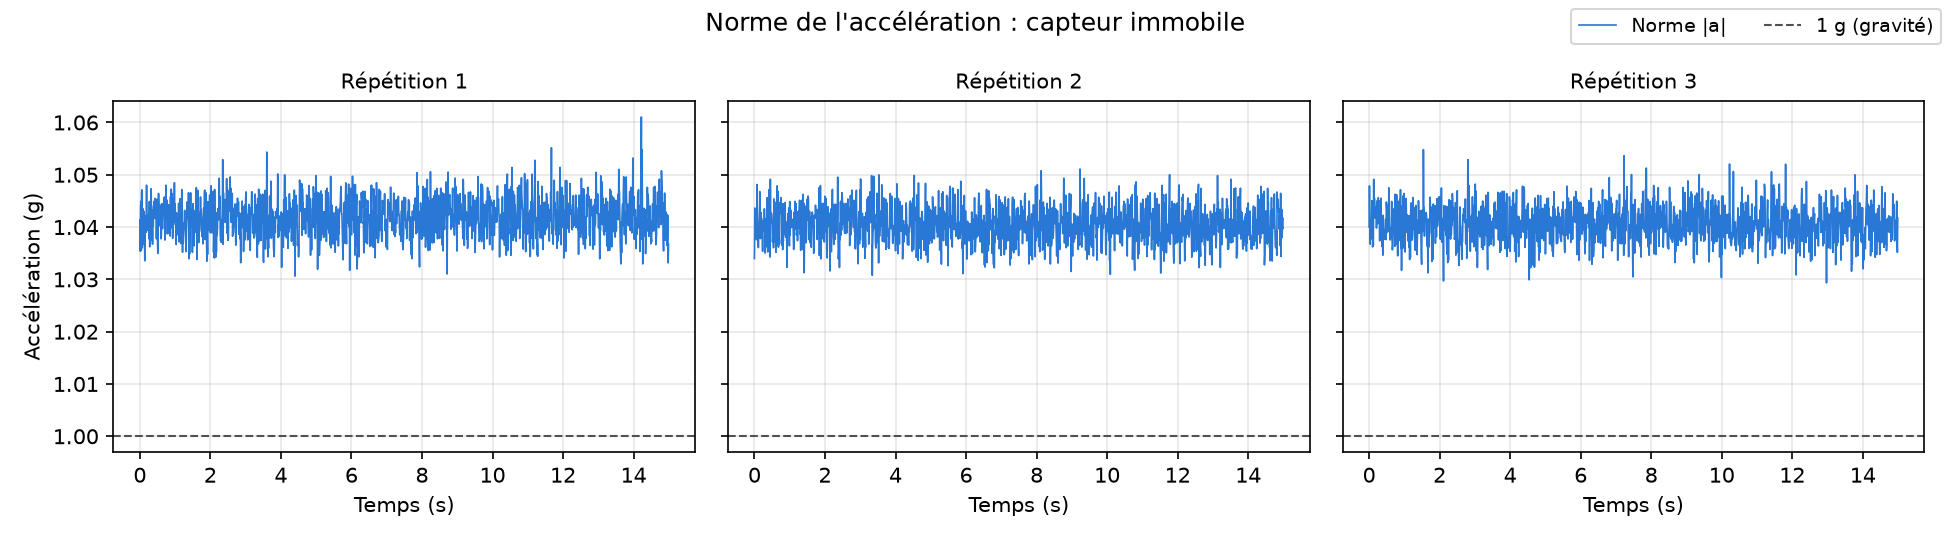 Norme de l'accélération : capteur immobile
Norme |a|
1 g (gravité)
Répétition 1
Répétition 2
Répétition 3
Accélération (g)
1.06
1.05
1.04
1.03
1.02
1.01
1.00
0 2 4 6 8 10 12 14
0 2 4 6 8 10 12 14
0 2 4 6 8 10 12 14
Temps (s)
Temps (s)
Temps (s)